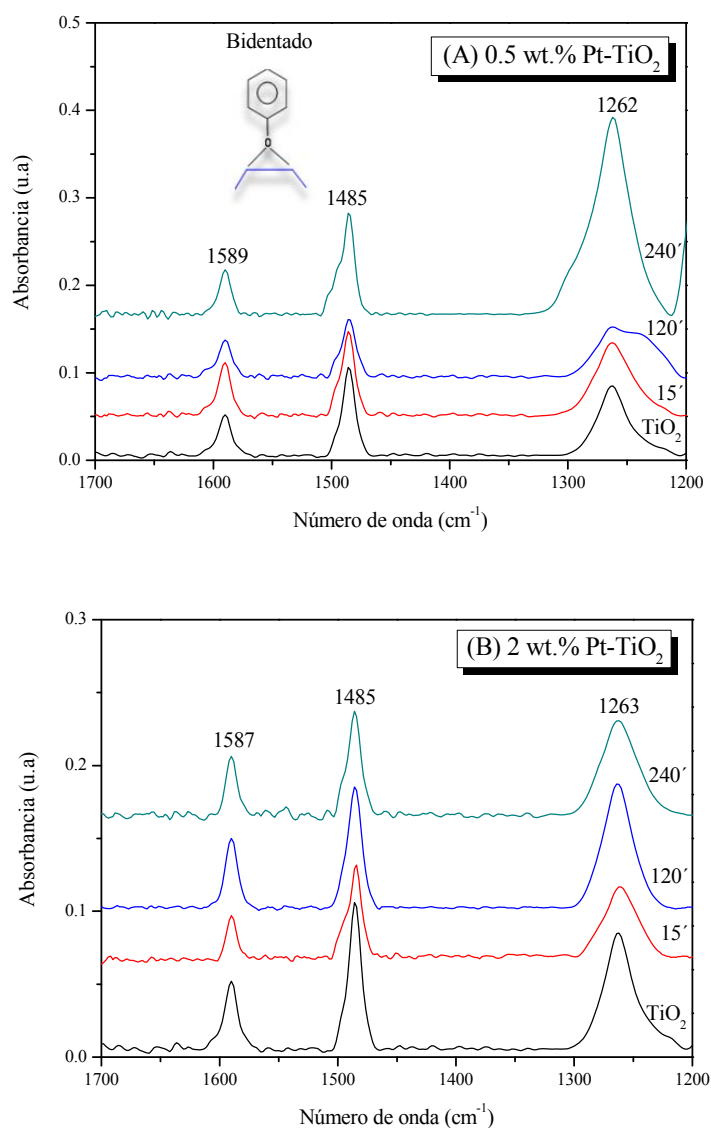 Bidentado
(A) 0.5 wt.% Pt-TiO2
O
1262
1485
1589
240´
120´
15´
TiO2
0.5
0.4
0.3
0.2
0.1
0.0
Absorbancia (u.a)
1700 1600 1500 1400 1300 1200
Número de onda (cm-1)
(B) 2 wt.% Pt-TiO2
1263
1485
1587
240´
120´
15´
TiO2
0.3
0.2
0.1
0.0
Absorbancia (u.a)
1700 1600 1500 1400 1300 1200
Número de onda (cm-1)